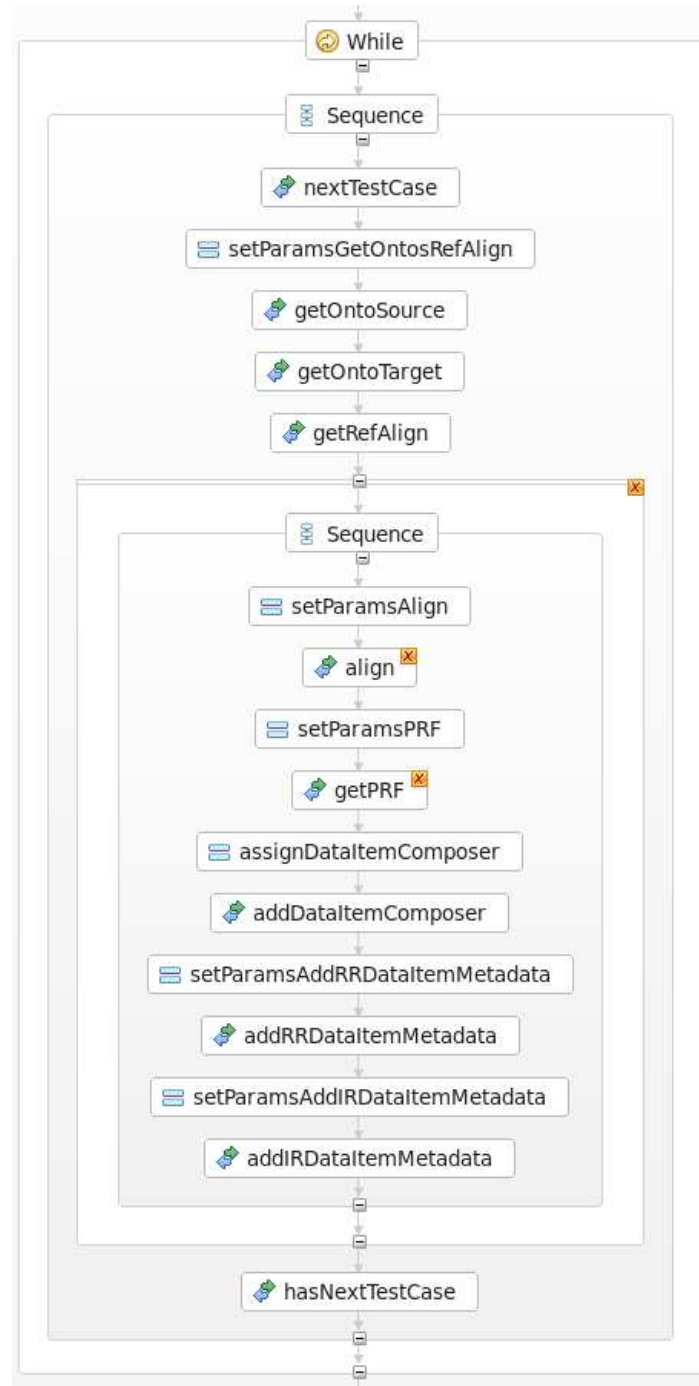 While
Sequence
nextTestCase
setParamsGetOntosRefAlign
getOntoSource
getOntoTarget
getRefAlign
Sequence
setParamsAlign
align
setParamsPRF
getPRF
assignDataItemComposer
addDataItemComposer
setParamsAddRRDataItemMetadata
addRRDataItemMetadata
setParamsAddIRDataItemMetadata
addIRDataItemMetadata
hasNextTestCase